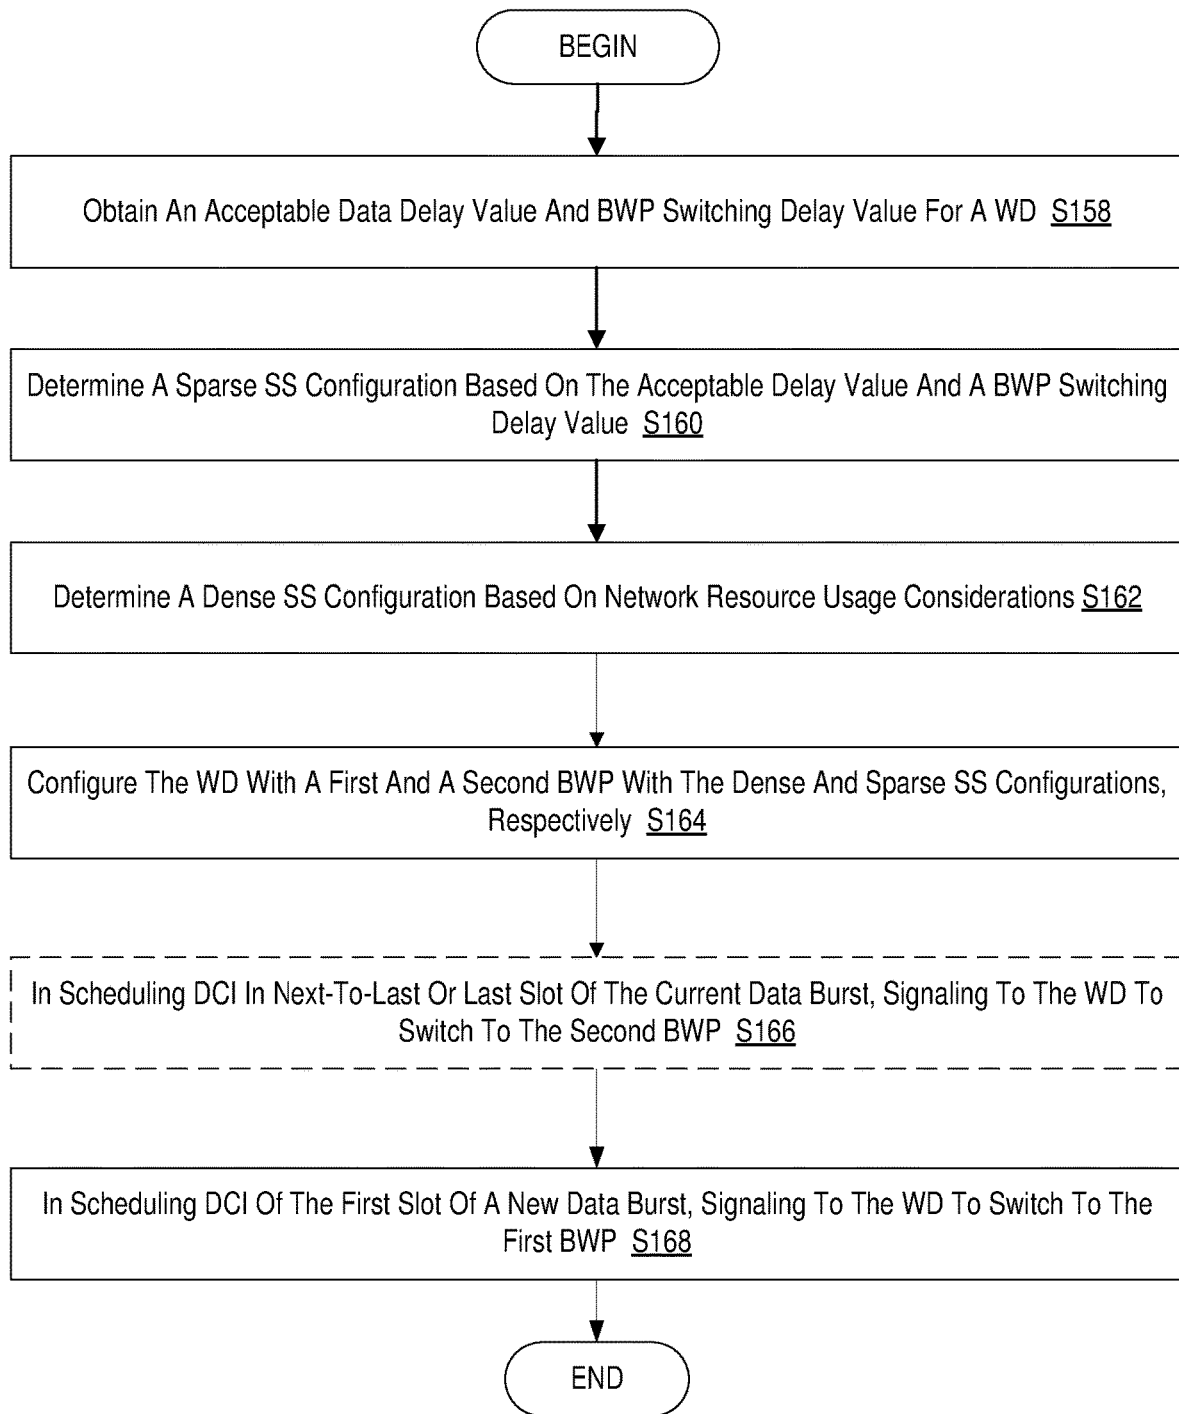 BEGIN
Obtain An Acceptable Data Delay Value And BWP Switching Delay Value For A WD S158
Determine A Sparse SS Configuration Based On The Acceptable Delay Value And A BWP Switching
Delay Value S160
Determine A Dense SS Configuration Based On Network Resource Usage Considerations S162
Configure The WD With A First And A Second BWP With The Dense And Sparse SS Configurations,
Respectively S164
In Scheduling DCI In Next-To-Last Or Last Slot Of The Current Data Burst, Signaling To The WD To
Switch To The Second BWP S166
In Scheduling DCI Of The First Slot Of A New Data Burst, Signaling To The WD To Switch To The
First BWP S168
END